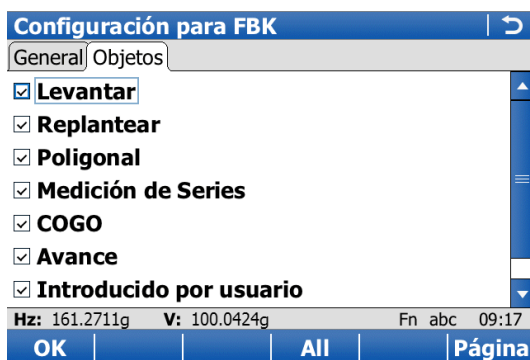 Configuración para FBK
General Objetos
Levantar
Replantear
Poligonal
Medición de Series
COGO
Avance
Introducido por usuario
Hz: 161.2711g V: 100.0424g Fn abc 09:17
OK All Página